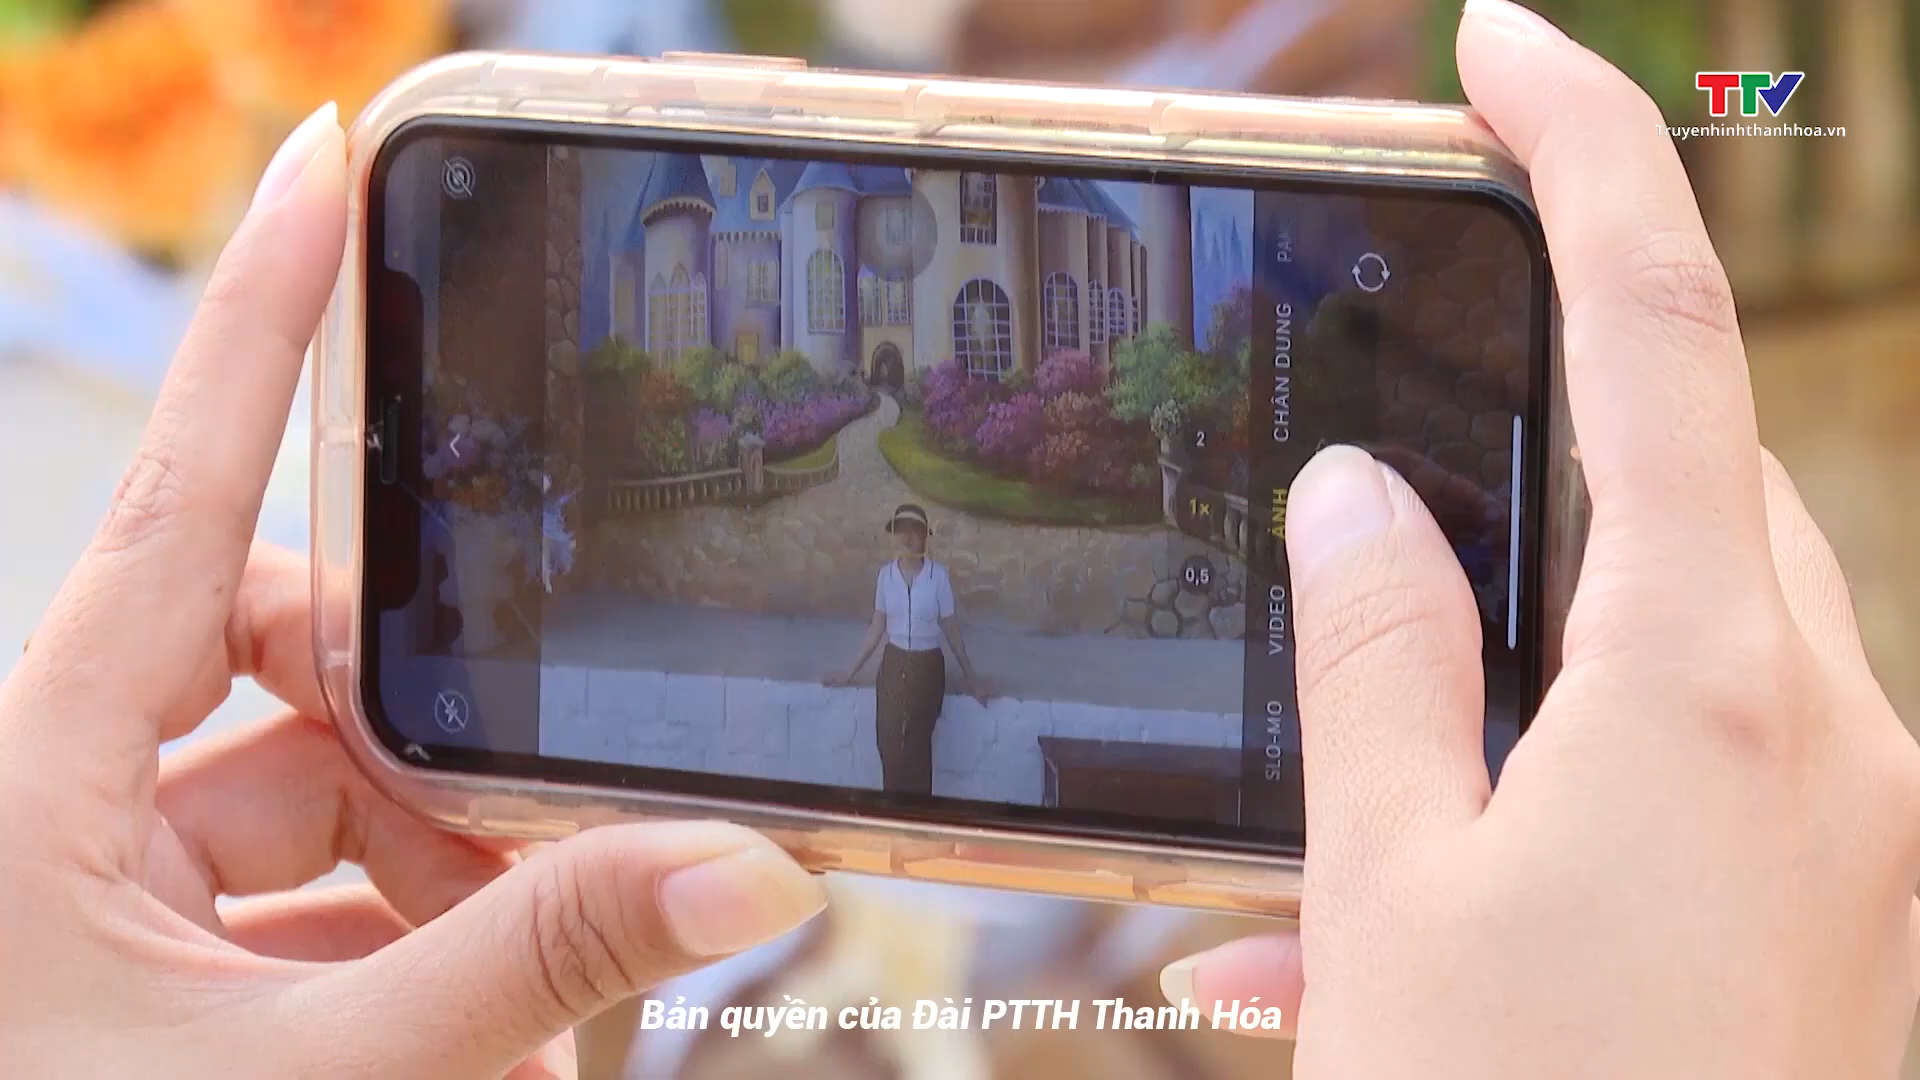 TTV
Truyenhinhthanhhoa.vn
CHÂN DUNG
2
1x
ẢNH
0,5
VIDEO
SLO-MO
Bản quyền của Đài PTTH Thanh Hóa